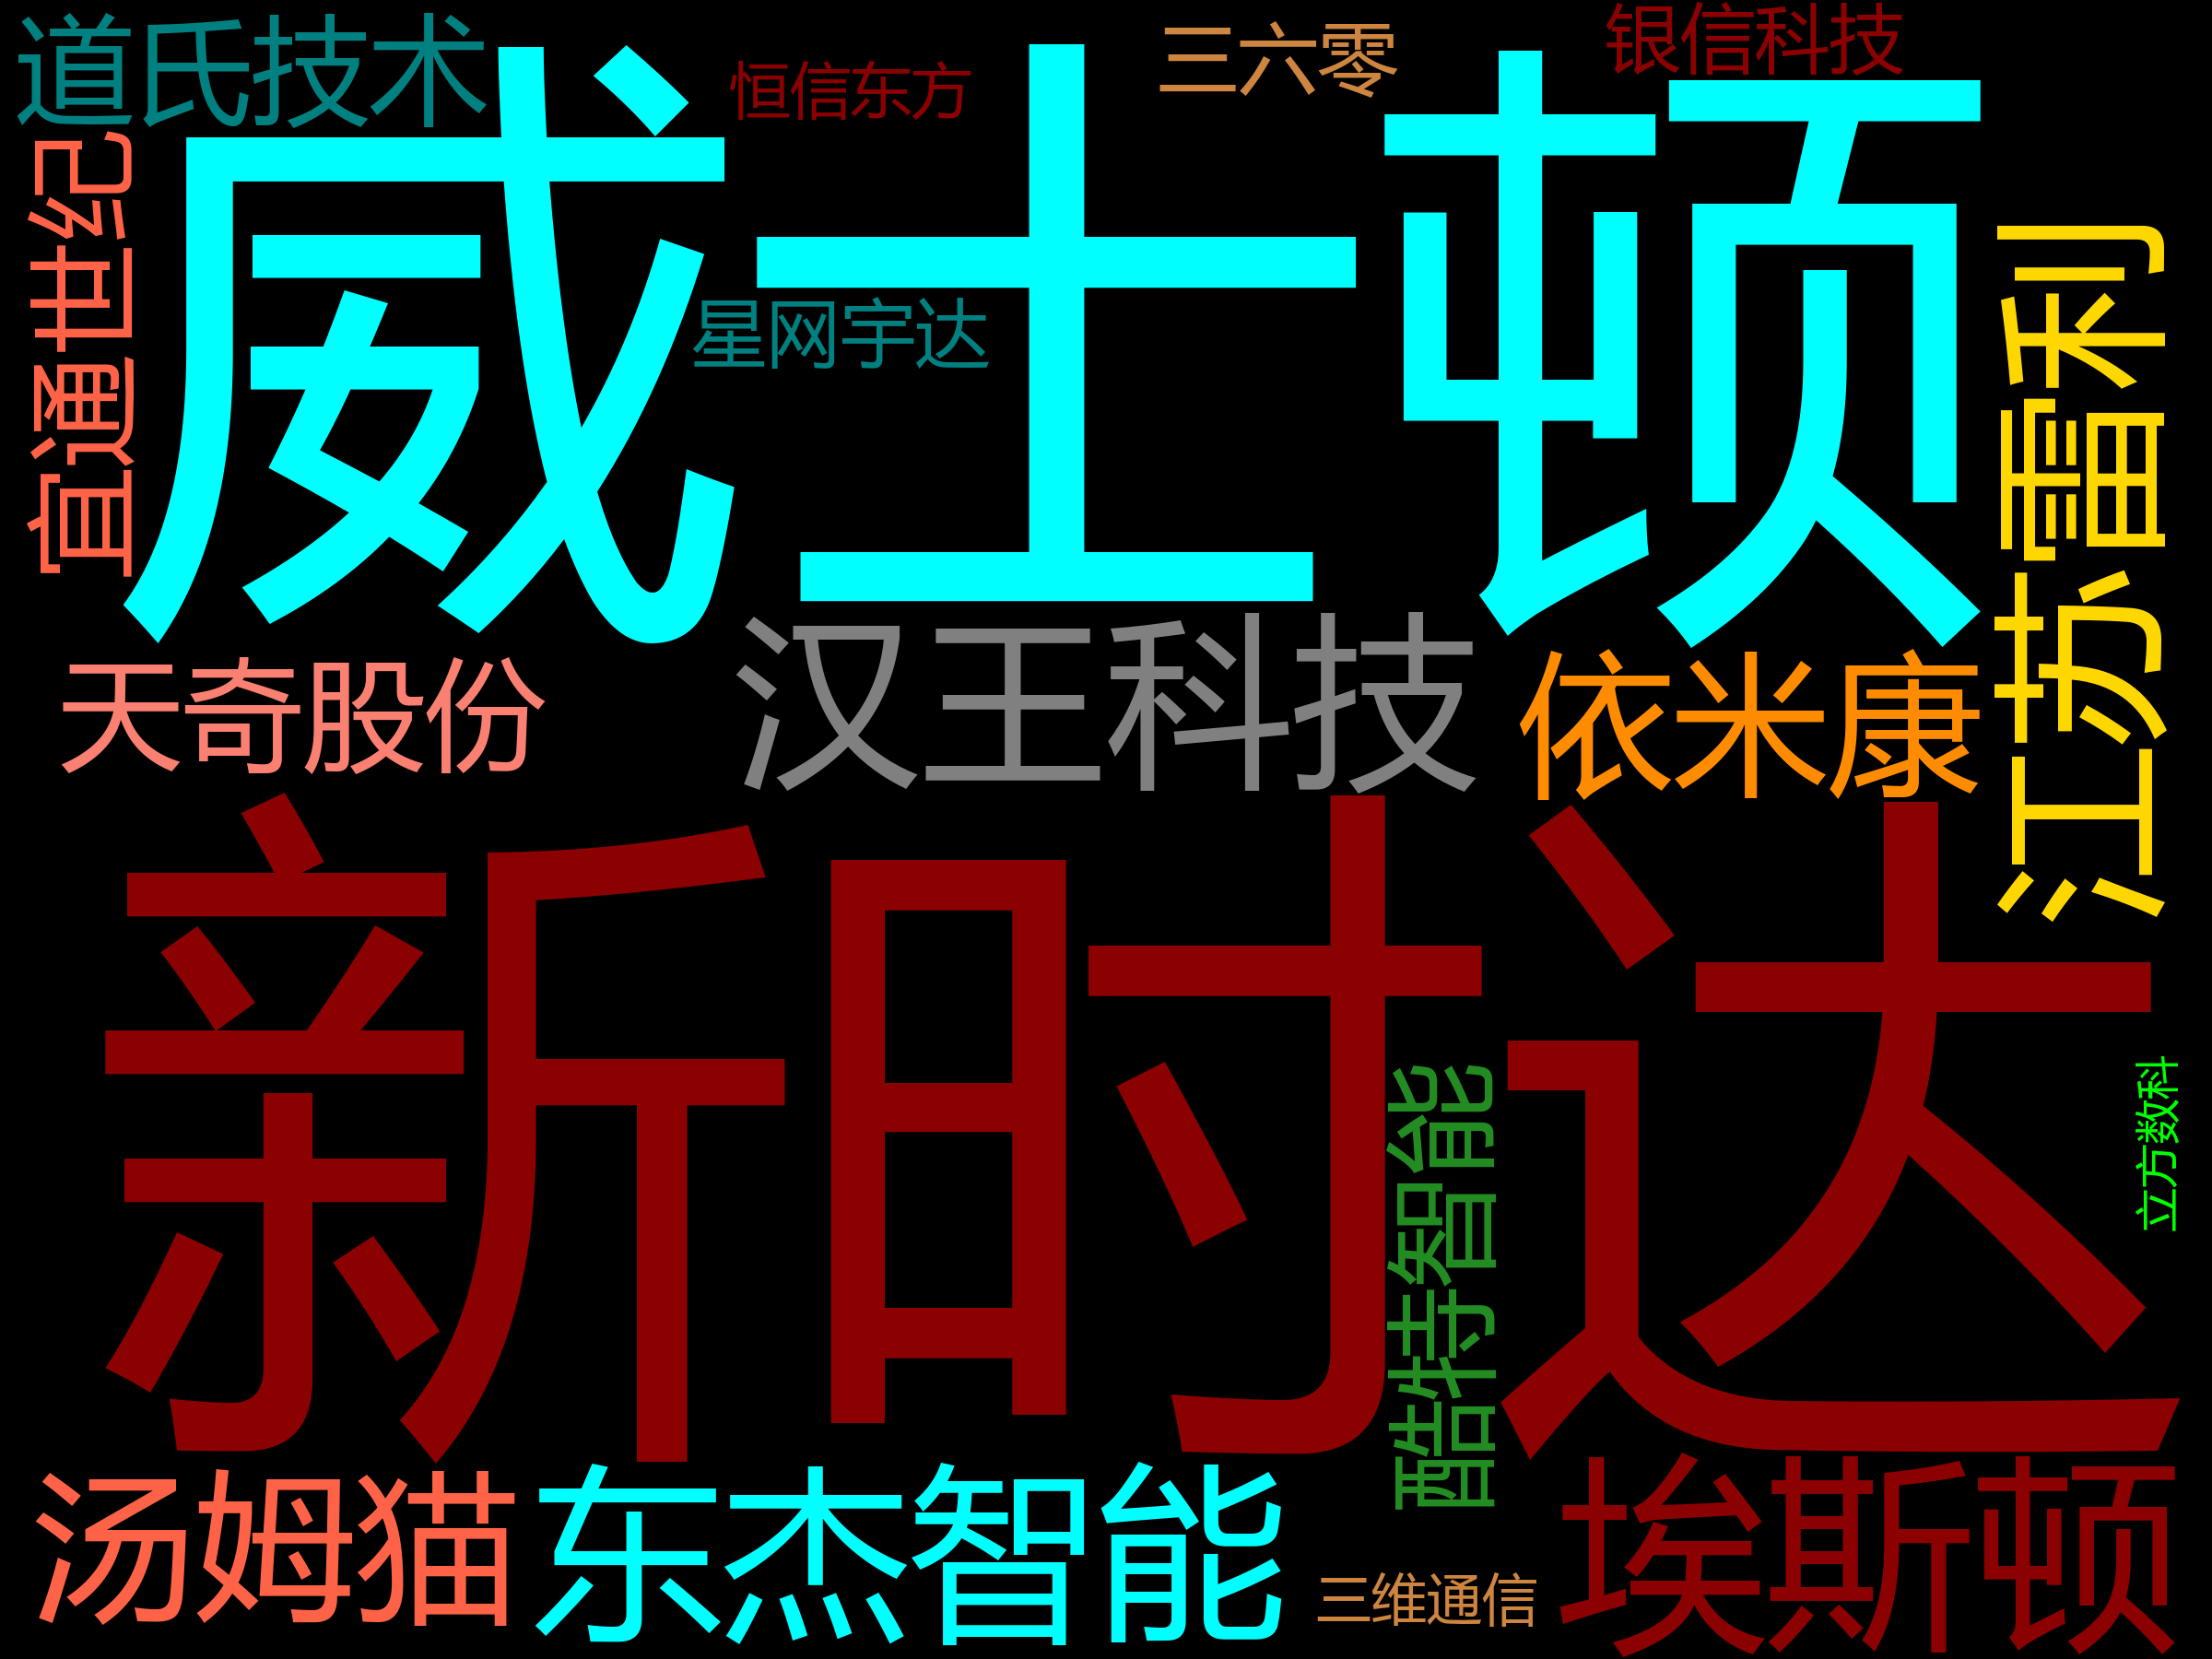 道氏技术
恒信东方
三六零
银信科技
威士顿
宜通世纪
星网宇达
江苏雷利
天奇股份
汉王科技
依米康
新时达
酷特智能
立方数科
汤姆猫
东杰智能
三维通信
埃斯顿